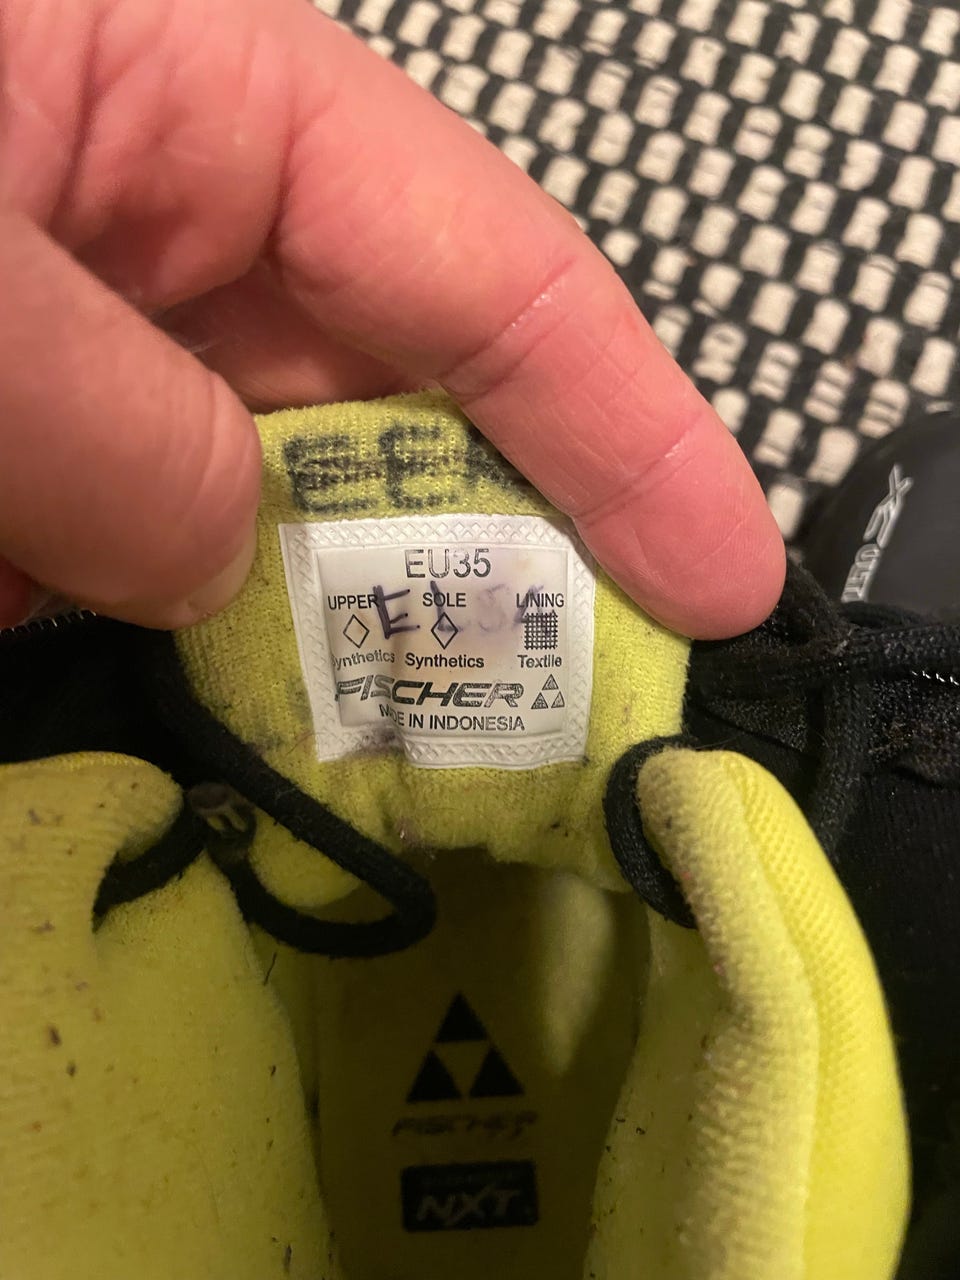 EU35
UPPER SOLE LINING
Synthetics Synthetics Textile
FISCHER
MADE IN INDONESIA
FISCHER
NXT